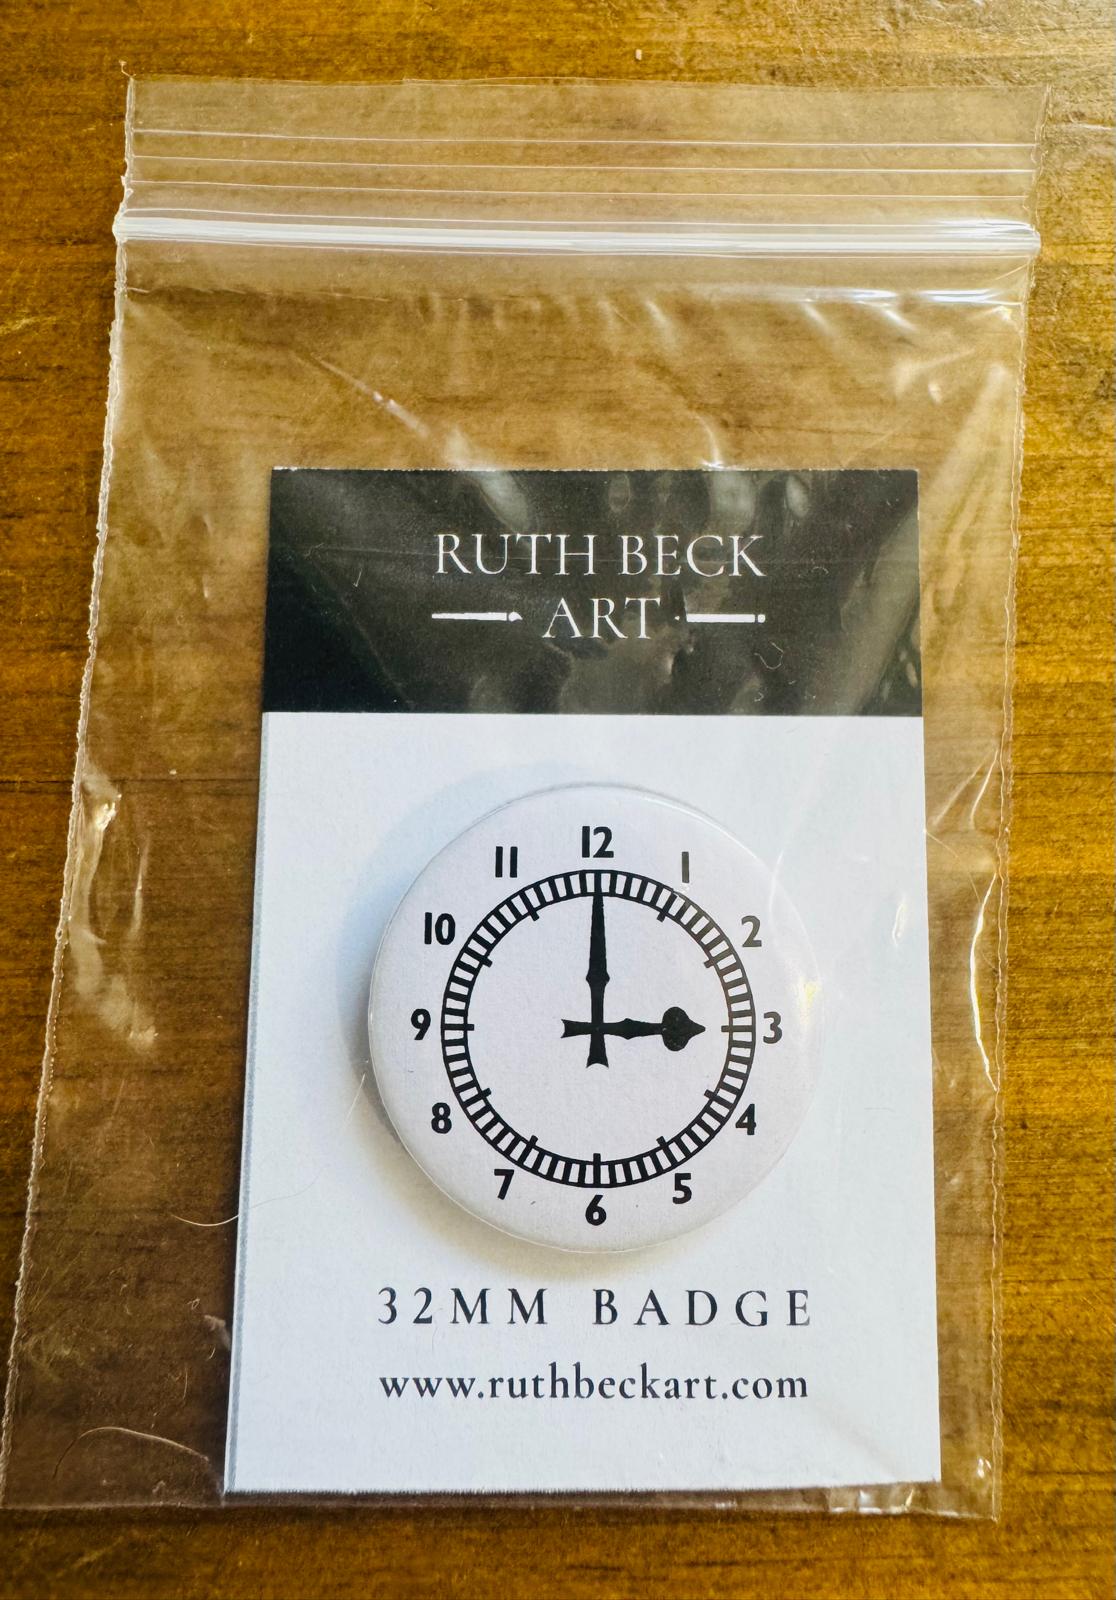 RUTH BECK
ART
12
11 1
10 2
9 3
8 4
7 5
6
32MM BADGE
www.ruthbeckart.com